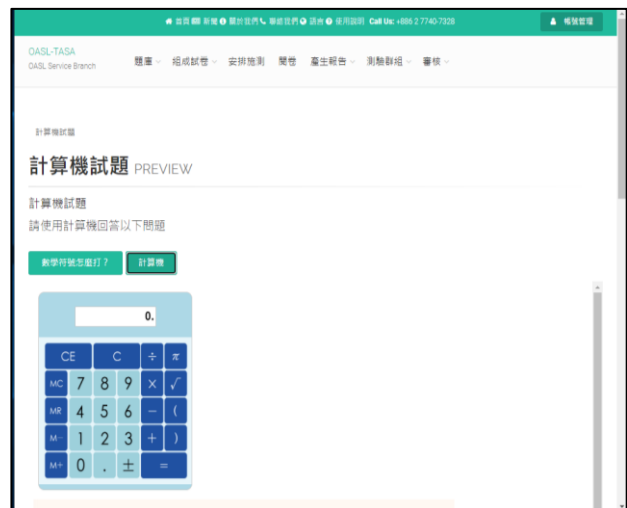 首頁 新聞 關於我們 聯絡我們 語言 使用說明 Call Us: +886 2 7740-7328 帳號管理
OASL-TASA
OASL Service Branch
題庫 組成試卷 安排施測 閱卷 產生報告 測驗群組 審核
計算機試題
計算機試題 PREVIEW
計算機試題
請使用計算機回答以下問題
數學符號怎麼打？ 計算機
0.
CE C ÷ π
MC 7 8 9 × √
MR 4 5 6 − (
M− 1 2 3 + )
M+ 0 . ± =